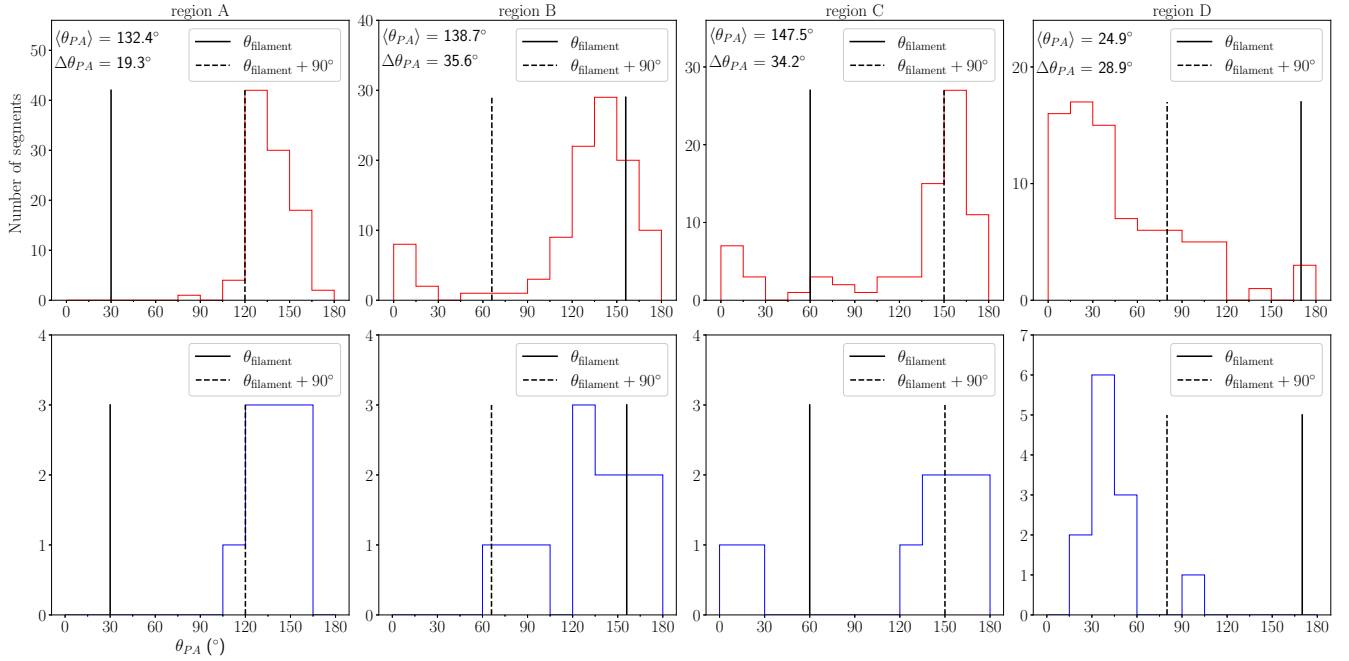 region A
region B
region C
region D
⟨θ_PA⟩ = 132.4°
Δθ_PA = 19.3°
θ_filament
θ_filament + 90°
⟨θ_PA⟩ = 138.7°
Δθ_PA = 35.6°
θ_filament
θ_filament + 90°
⟨θ_PA⟩ = 147.5°
Δθ_PA = 34.2°
θ_filament
θ_filament + 90°
⟨θ_PA⟩ = 24.9°
Δθ_PA = 28.9°
θ_filament
θ_filament + 90°
Number of segments
50
40
30
20
10
0
0 30 60 90 120 150 180
40
30
20
10
0
0 30 60 90 120 150 180
30
20
10
0
0 30 60 90 120 150 180
20
10
0
0 30 60 90 120 150 180
θ_filament
θ_filament + 90°
4
3
2
1
0
0 30 60 90 120 150 180
θ_PA (°)
θ_filament
θ_filament + 90°
4
3
2
1
0
0 30 60 90 120 150 180
θ_filament
θ_filament + 90°
4
3
2
1
0
0 30 60 90 120 150 180
θ_filament
θ_filament + 90°
7
6
5
4
3
2
1
0
0 30 60 90 120 150 180